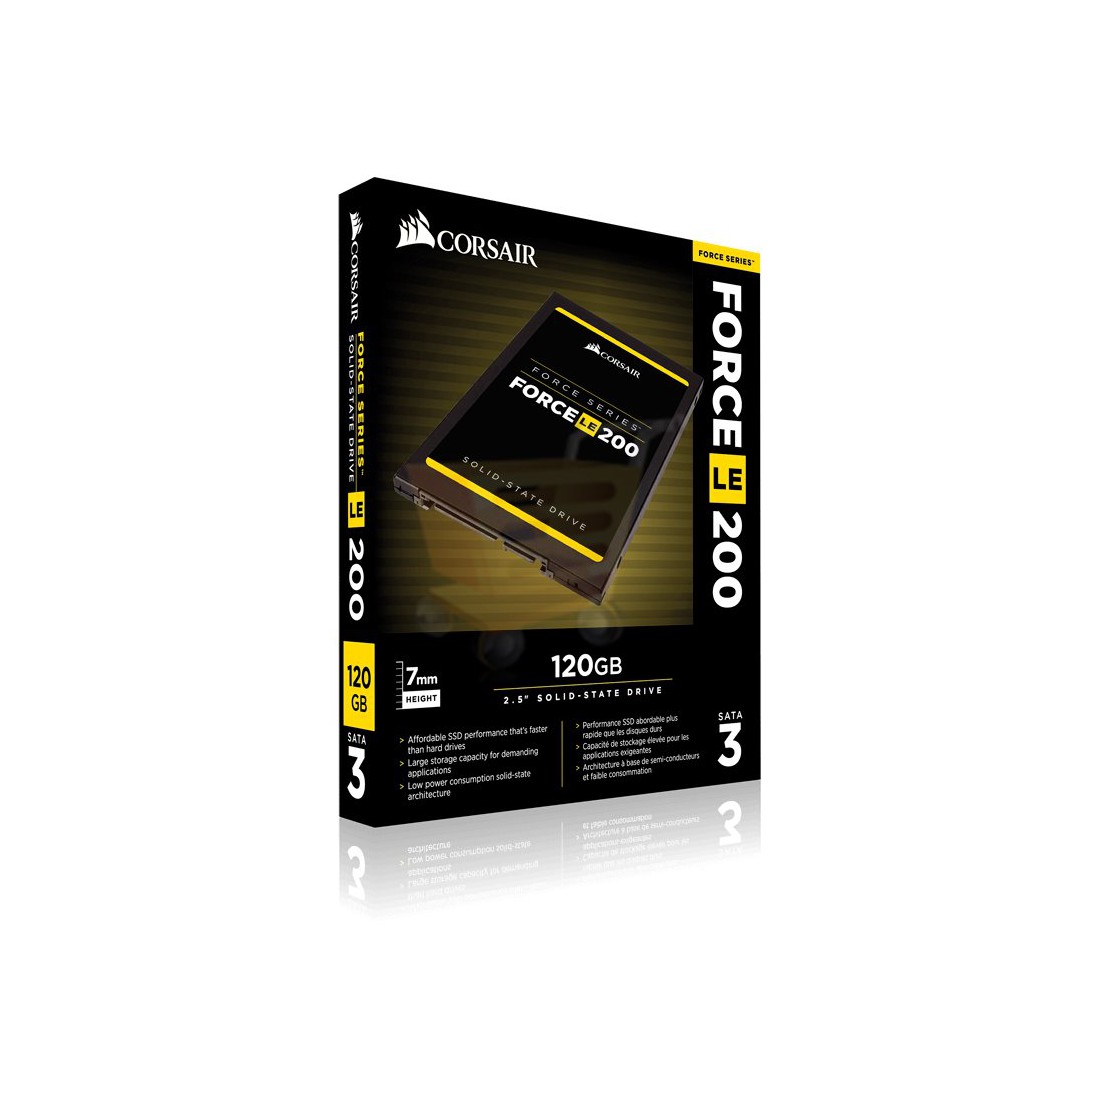 CORSAIR
FORCE SERIES™
SOLID-STATE DRIVE
LE
200
120
GB
SATA
3
CORSAIR
FORCE SERIES™
FORCE LE 200
CORSAIR
FORCE SERIES™
FORCE LE 200
SOLID-STATE DRIVE
7mm
HEIGHT
120GB
2.5" SOLID-STATE DRIVE
> Affordable SSD performance that's faster
than hard drives
> Large storage capacity for demanding
applications
> Low power consumption solid-state
architecture
> Performance SSD abordable plus
rapide que les disques durs
> Capacité de stockage élevée pour les
applications exigeantes
> Architecture à base de semi-conducteurs
et faible consommation
SATA
3